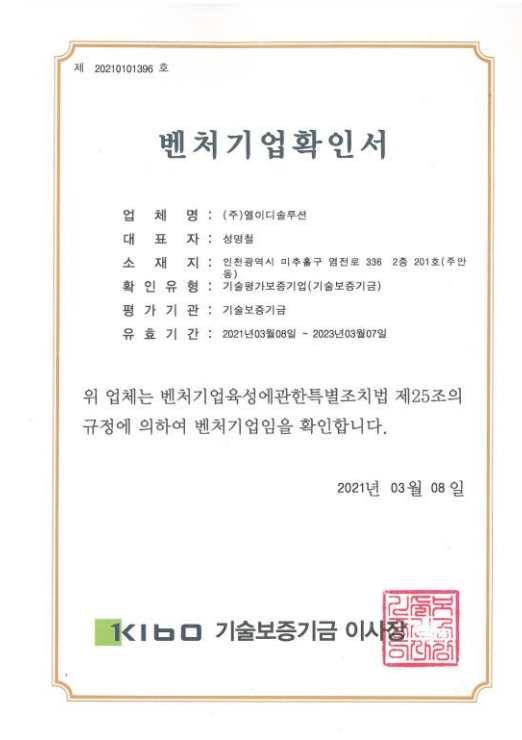 제 20210101396 호
벤처기업확인서
업 체 명 : (주)엘이디솔루션
대 표 자 : 성명철
소 재 지 : 인천광역시 미추홀구 염전로 336 2층 201호(주안
동)
확 인 유 형 : 기술평가보증기업(기술보증기금)
평 가 기 관 : 기술보증기금
유 효 기 간 : 2021년03월08일 ~ 2023년03월07일
위 업체는 벤처기업육성에관한특별조치법 제25조의
규정에 의하여 벤처기업임을 확인합니다.
2021년 03월 08일
KIBO 기술보증기금 이사장